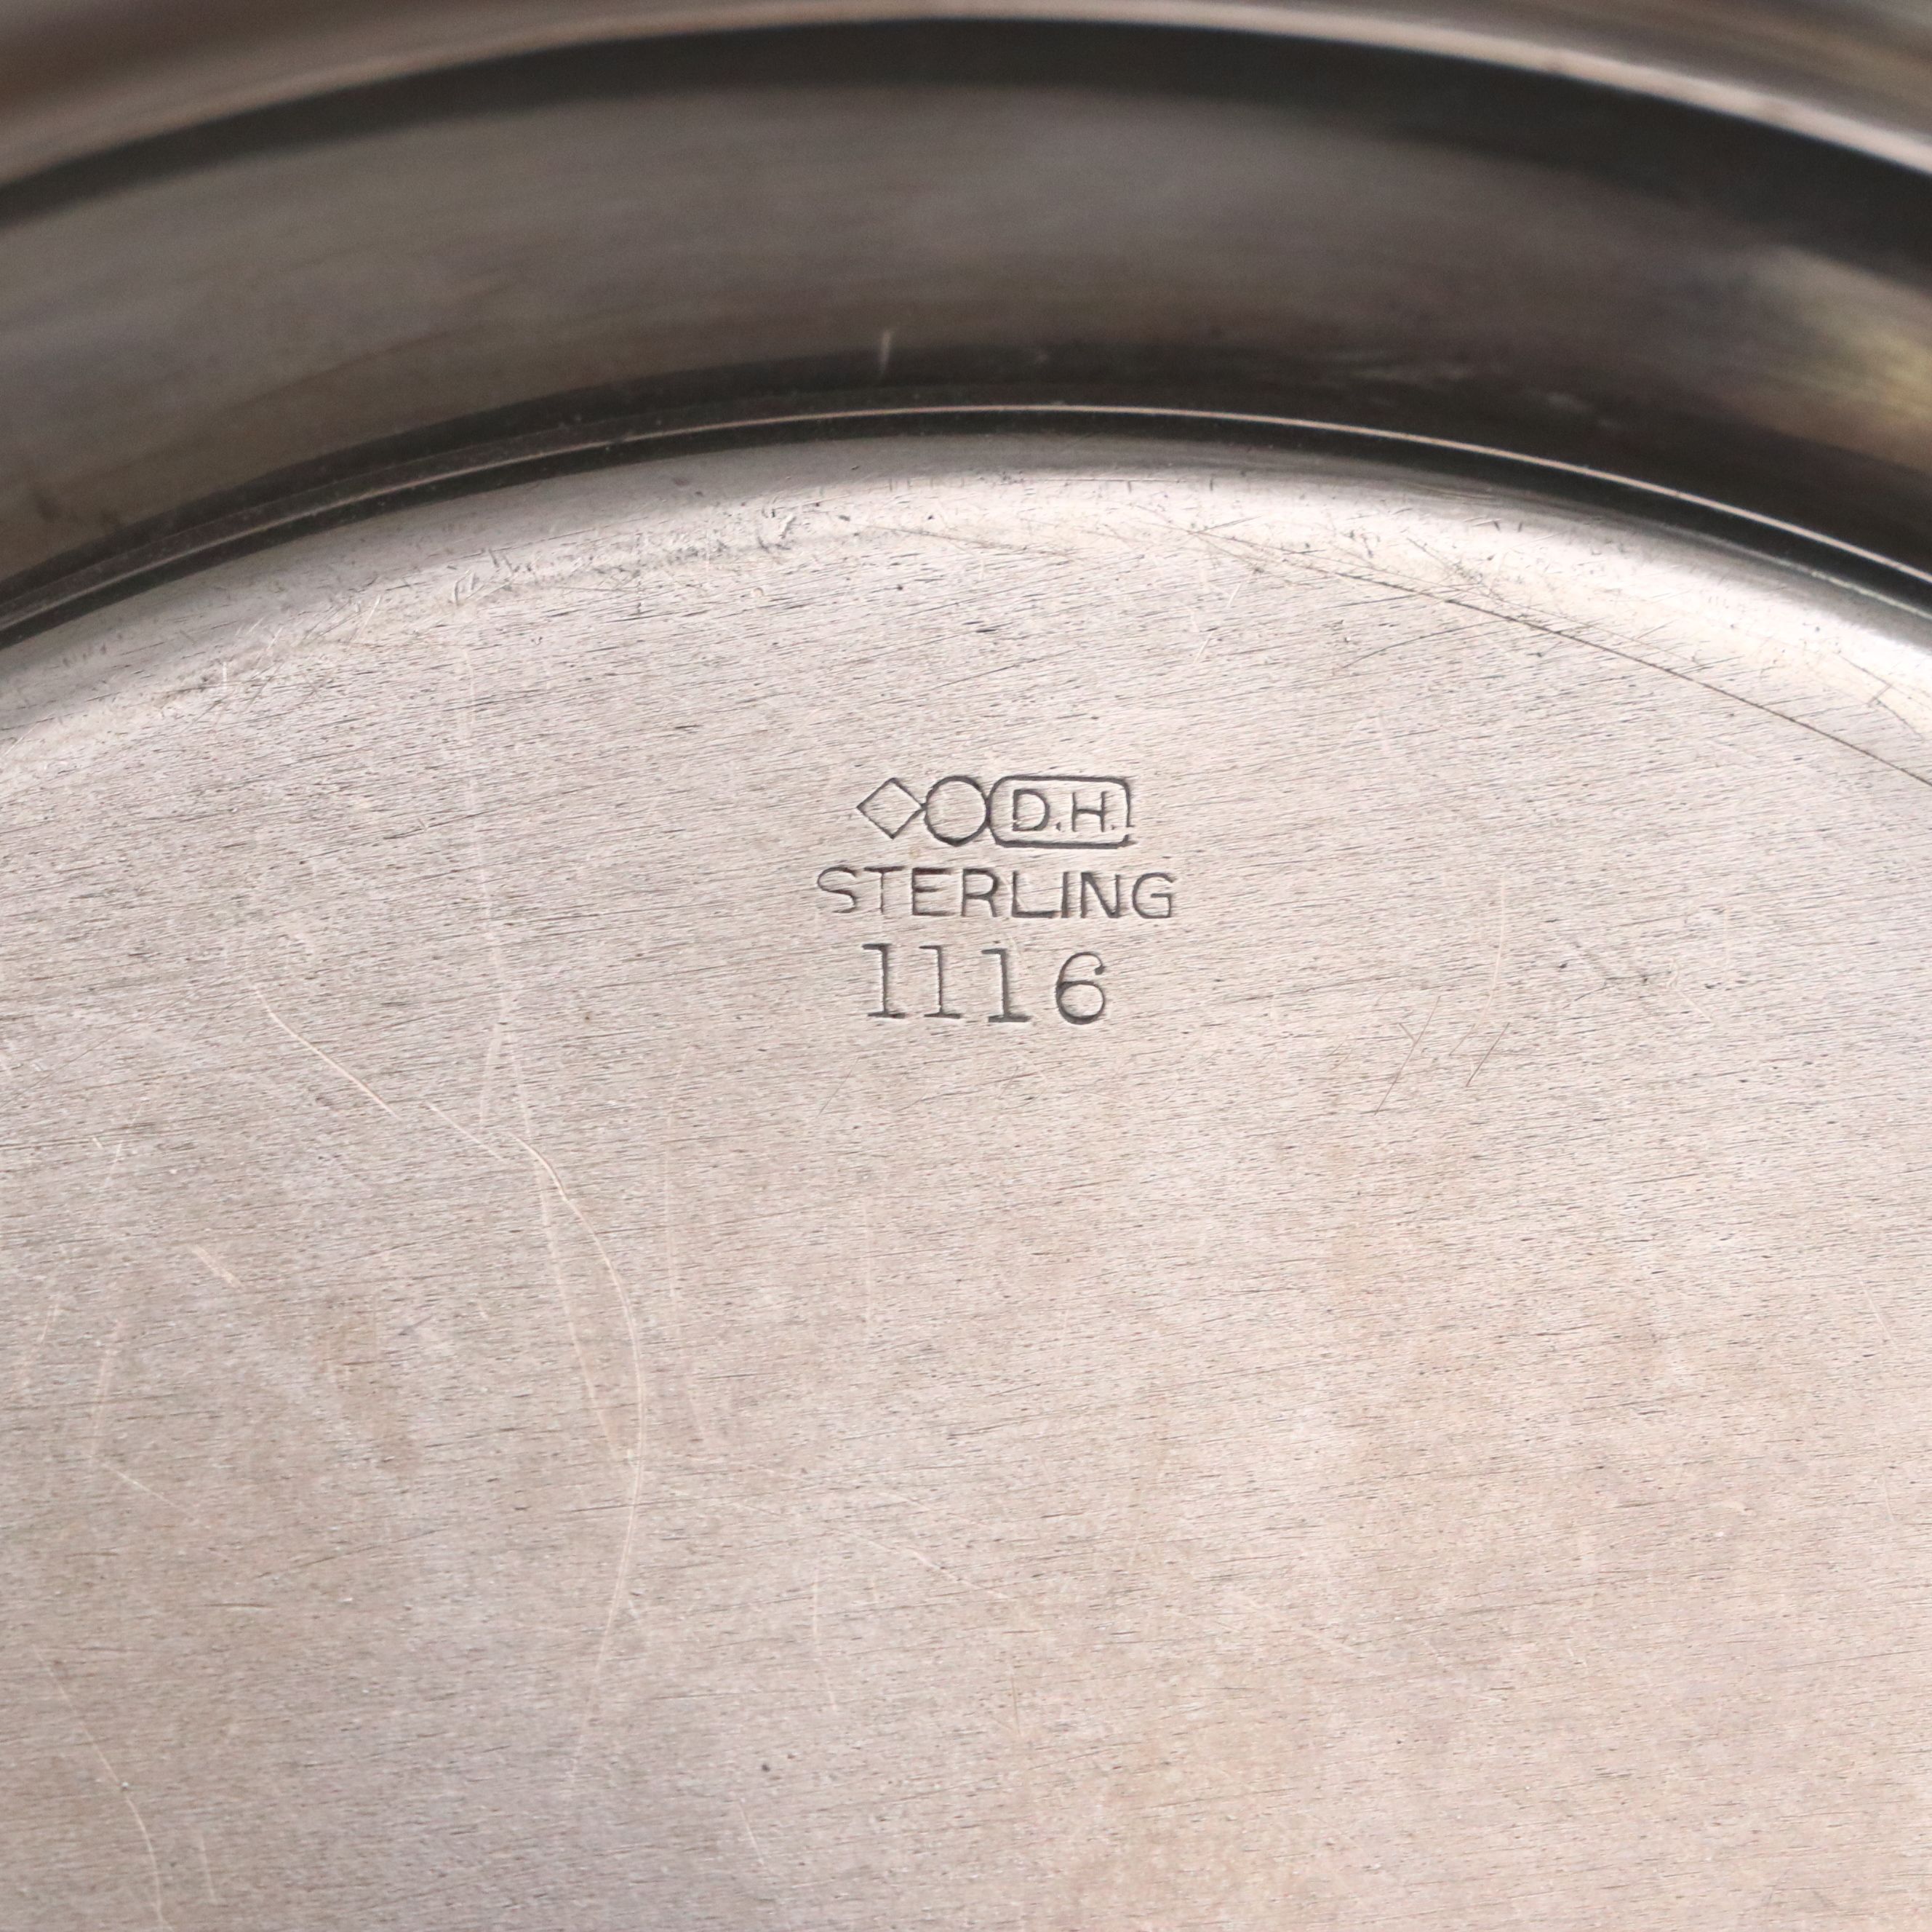 D.H.
STERLING
1116